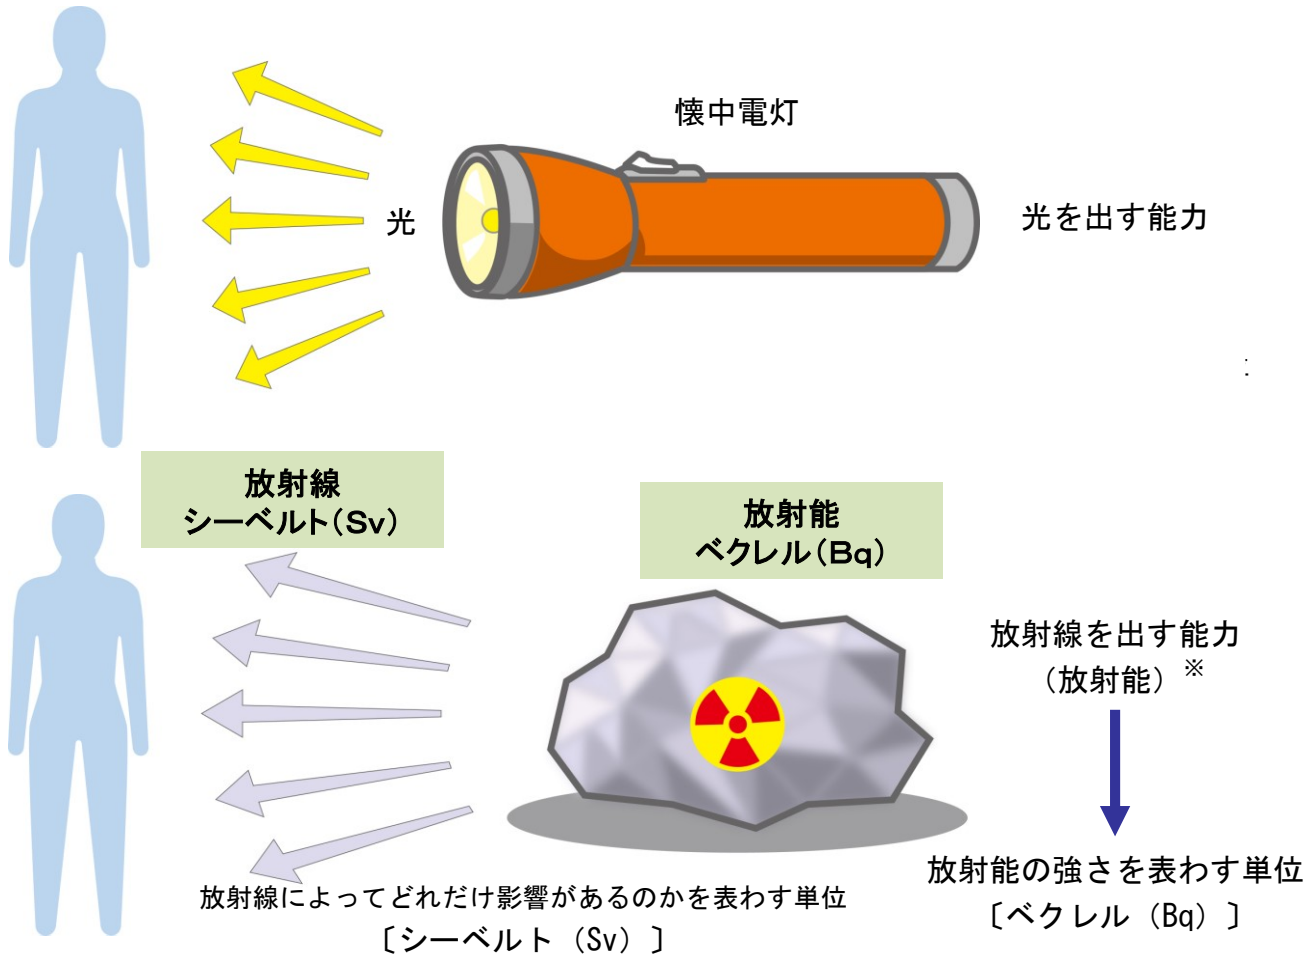 懐中電灯
光
光を出す能力
:
放射線
シーベルト(Sv)
放射能
ベクレル(Bq)
放射線を出す能力
(放射能)※
放射線によってどれだけ影響があるのかを表わす単位
〔シーベルト (Sv) 〕
放射能の強さを表わす単位
〔ベクレル (Bq) 〕